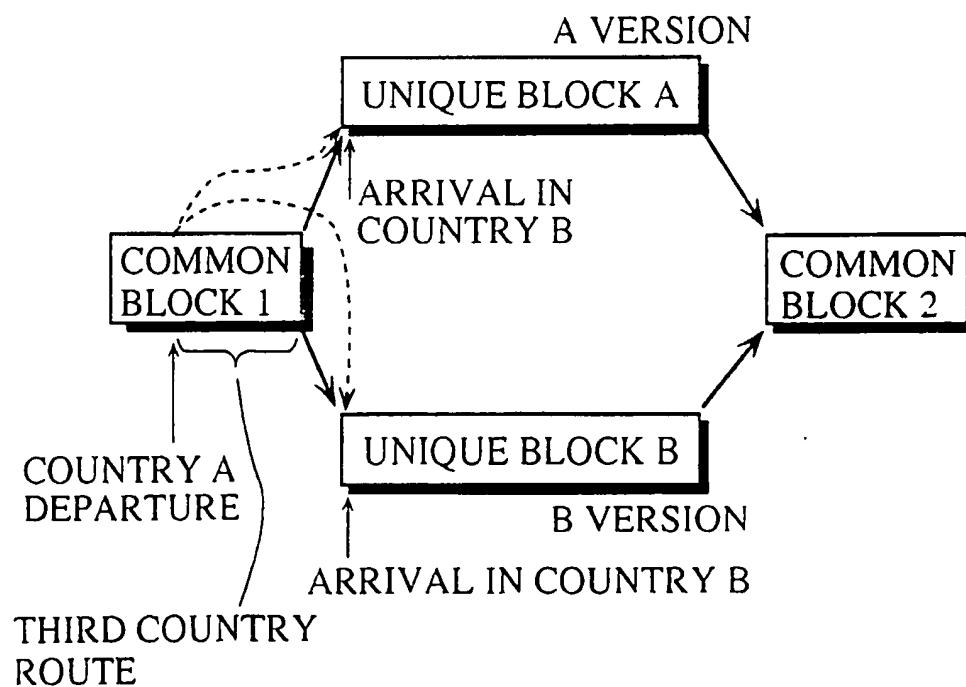 A VERSION
UNIQUE BLOCK A
ARRIVAL IN
COUNTRY B
COMMON
BLOCK 1
COMMON
BLOCK 2
UNIQUE BLOCK B
COUNTRY A
DEPARTURE
B VERSION
ARRIVAL IN COUNTRY B
THIRD COUNTRY
ROUTE